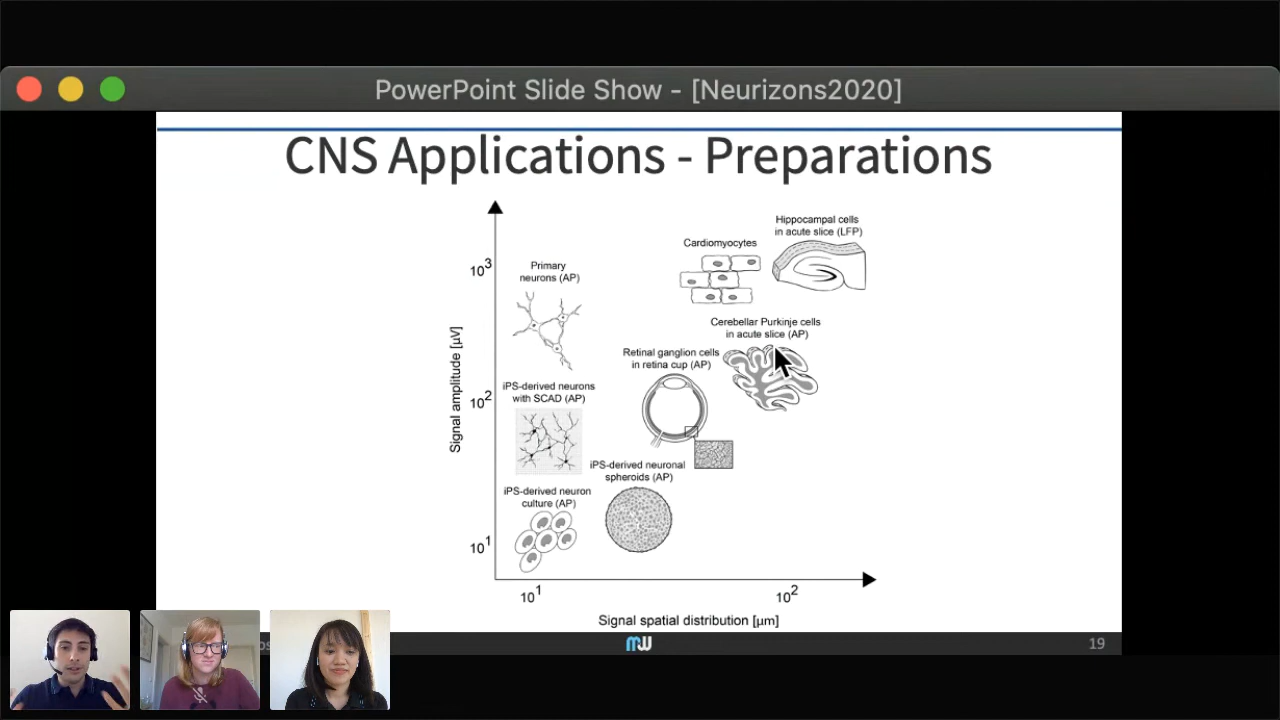 PowerPoint Slide Show - [Neurizons2020]
CNS Applications - Preparations
Hippocampal cells
in acute slice (LFP)
Cardiomyocytes
Primary
neurons (AP)
10³
Cerebellar Purkinje cells
in acute slice (AP)
Retinal ganglion cells
in retina cup (AP)
iPS-derived neurons
with SCAD (AP)
10²
Signal amplitude [µV]
iPS-derived neuronal
spheroids (AP)
iPS-derived neuron
culture (AP)
10¹
10¹
10²
Signal spatial distribution [µm]
MW
19